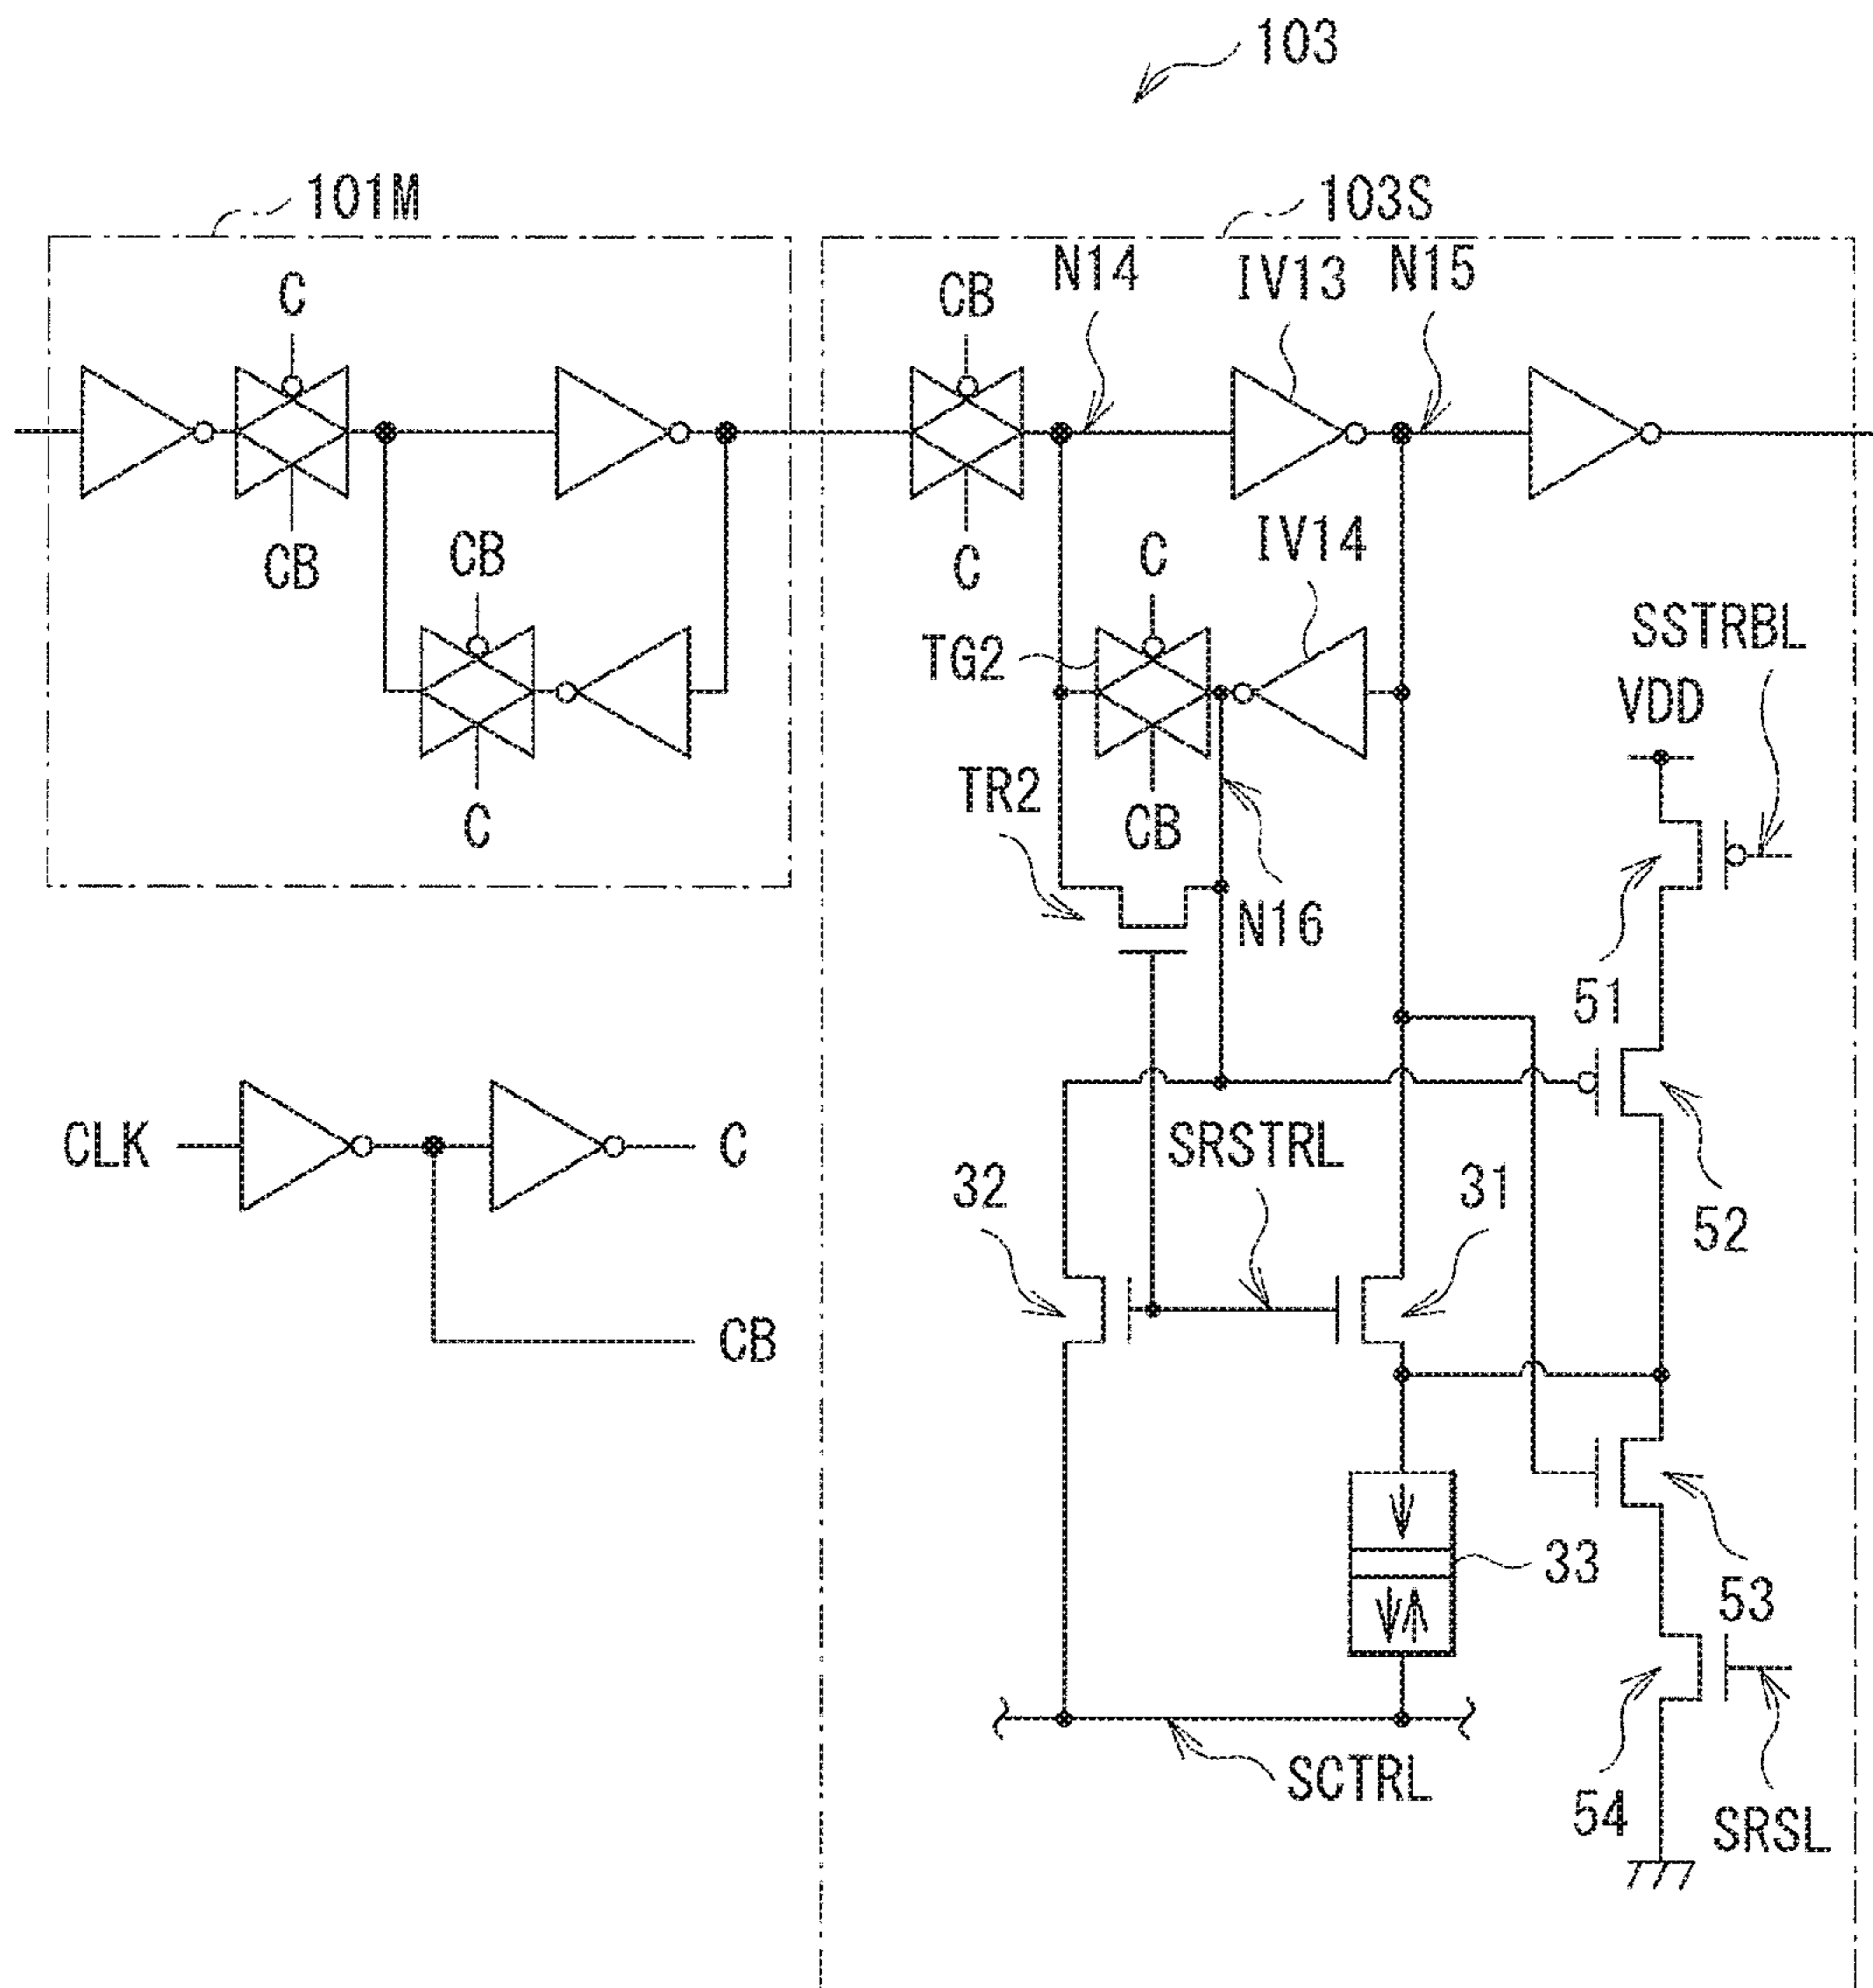 103
101M
103S
C
CB
N14
IV13
N15
CB
CB
C
C
IV14
TG2
C
CB
TR2
N16
SSTRBL
VDD
51
CLK
C
CB
32
SRSTRL
31
52
33
53
54
SRSL
SCTRL